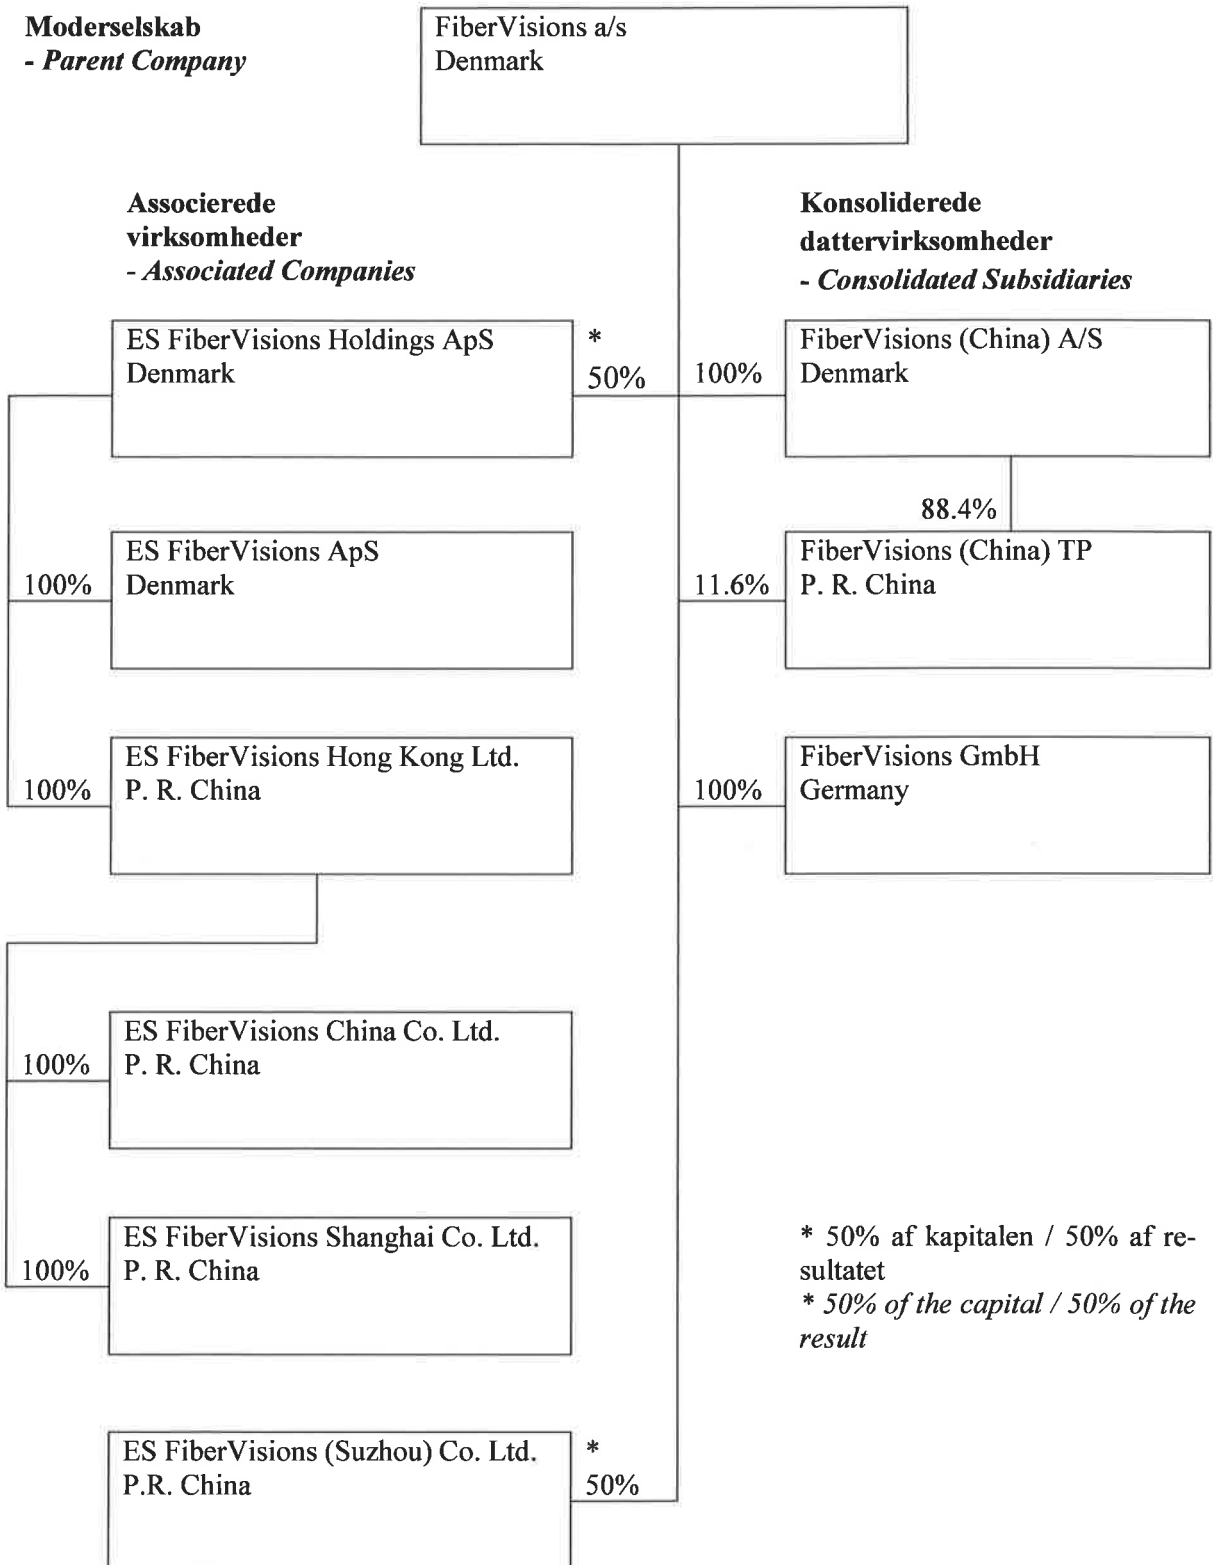 Moderselskab
- Parent Company
FiberVisions a/s
Denmark
Associerede
virksomheder
- Associated Companies
Konsoliderede
dattervirksomheder
- Consolidated Subsidiaries
ES FiberVisions Holdings ApS
Denmark
*
50%
100%
FiberVisions (China) A/S
Denmark
88.4%
100%
ES FiberVisions ApS
Denmark
11.6%
FiberVisions (China) TP
P. R. China
100%
ES FiberVisions Hong Kong Ltd.
P. R. China
100%
FiberVisions GmbH
Germany
100%
ES FiberVisions China Co. Ltd.
P. R. China
100%
ES FiberVisions Shanghai Co. Ltd.
P. R. China
* 50% af kapitalen / 50% af re-
sultatet
* 50% of the capital / 50% of the
result
ES FiberVisions (Suzhou) Co. Ltd.
P.R. China
*
50%